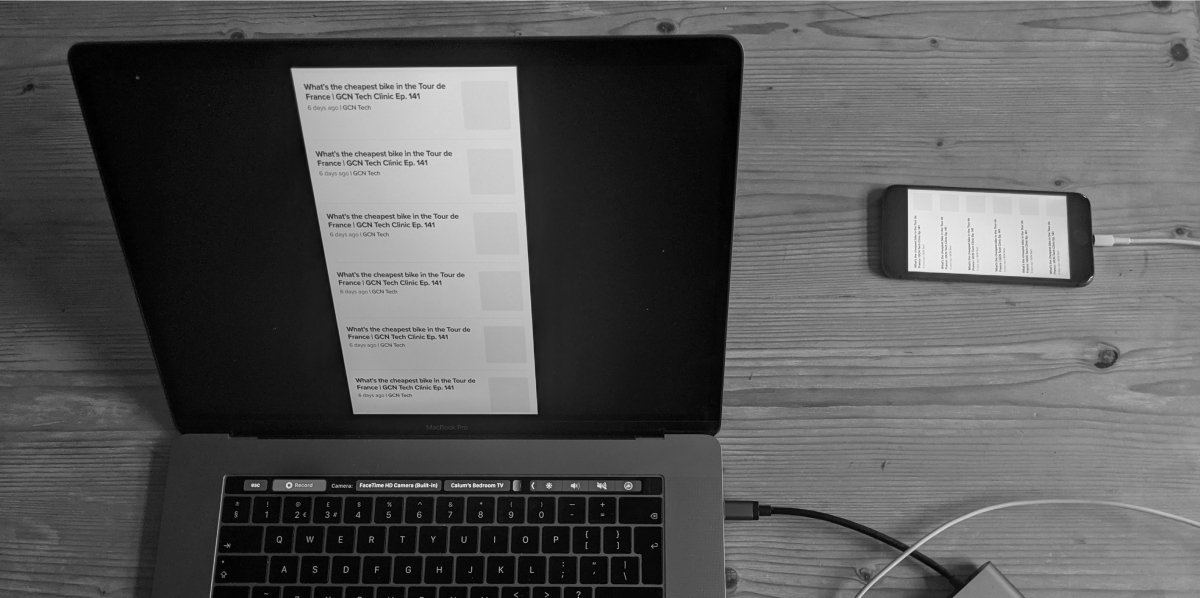 What's the cheapest bike in the Tour de
France | GCN Tech Clinic Ep. 141
6 days ago | GCN Tech
What's the cheapest bike in the Tour de
France | GCN Tech Clinic Ep. 141
6 days ago | GCN Tech
What's the cheapest bike in the Tour de
France | GCN Tech Clinic Ep. 141
6 days ago | GCN Tech
What's the cheapest bike in the Tour de
France | GCN Tech Clinic Ep. 141
6 days ago | GCN Tech
What's the cheapest bike in the Tour de
France | GCN Tech Clinic Ep. 141
6 days ago | GCN Tech
What's the cheapest bike in the Tour de
France | GCN Tech Clinic Ep. 141
6 days ago | GCN Tech
MacBook Pro
esc Record Camera: FaceTime HD Camera (Built-in) Calum's Bedroom TV
± ! @ £ $ % ^ & * ( ) – +
§ 1 2 € 3 # 4 5 6 7 8 9 0 - =
Q W E R T Y U I O P { [ } ]
A S D F G H J K L : ; " ' | \
~ < > ?